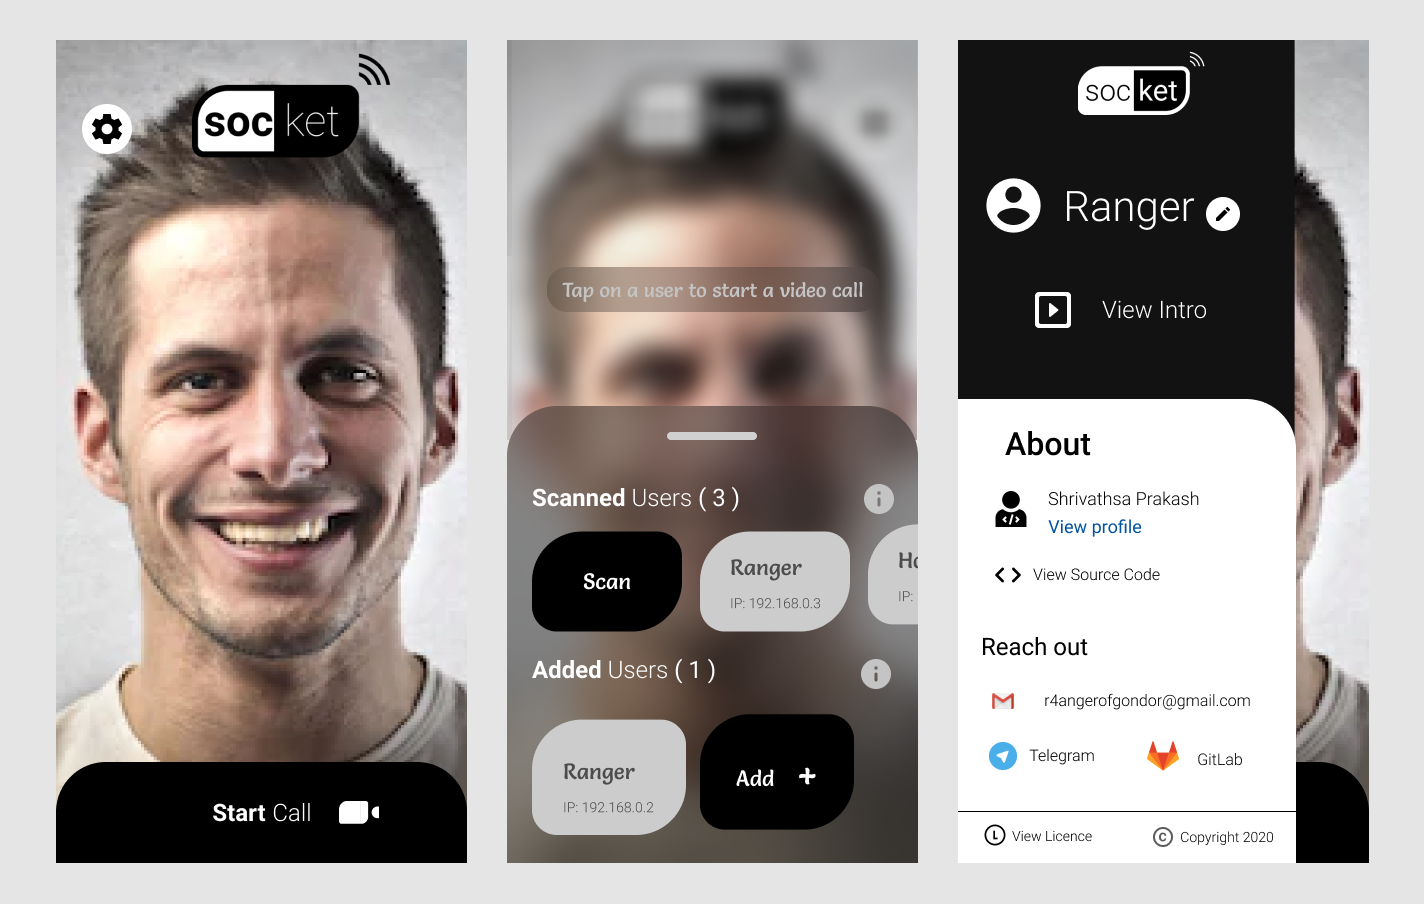 socket
Start Call
Tap on a user to start a video call
Scanned Users ( 3 )
Scan
Ranger
IP: 192.168.0.3
Ho
IP:
Added Users ( 1 )
Ranger
IP: 192.168.0.2
Add +
socket
Ranger
View Intro
About
Shrivathsa Prakash
View profile
View Source Code
Reach out
r4angerofgondor@gmail.com
Telegram
GitLab
View Licence
© Copyright 2020